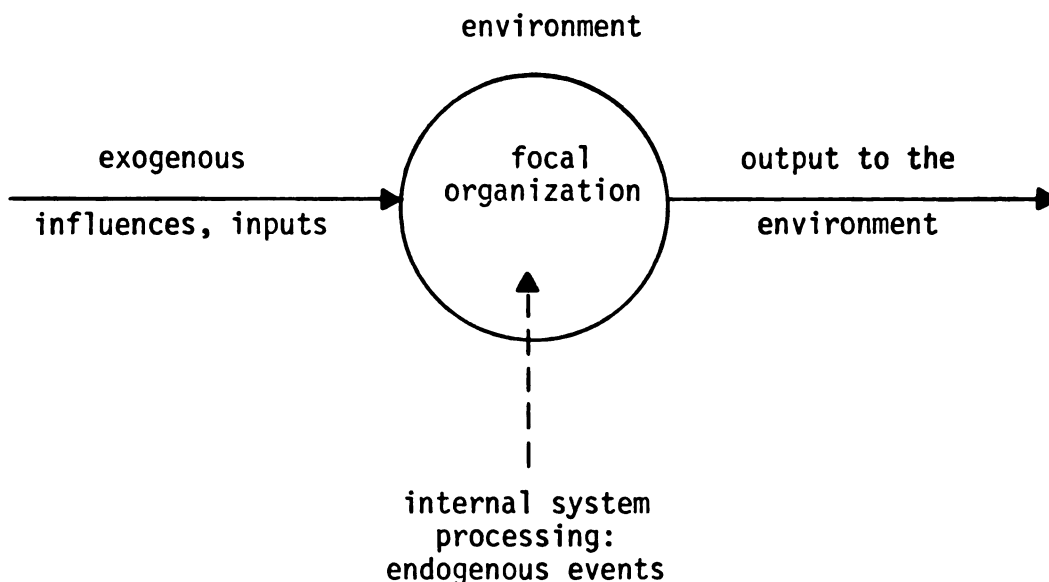 environment
exogenous
influences, inputs
focal
organization
output to the
environment
internal system
processing:
endogenous events